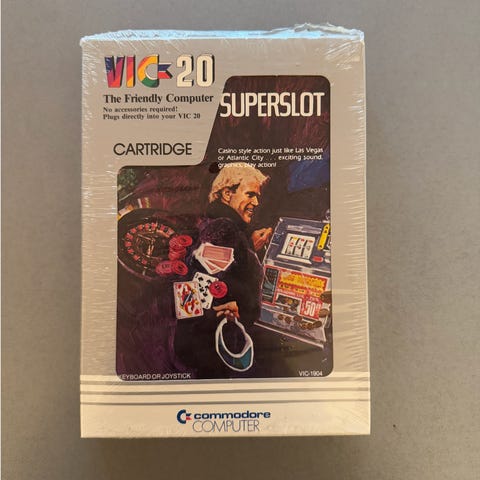 VIC 20
The Friendly Computer
No accessories required!
Plugs directly into your VIC 20
SUPERSLOT
CARTRIDGE
Casino style action just like Las Vegas
or Atlantic City . . . exciting sound,
graphics, play action!
50¢
KEYBOARD OR JOYSTICK
VIC-1904
commodore
COMPUTER